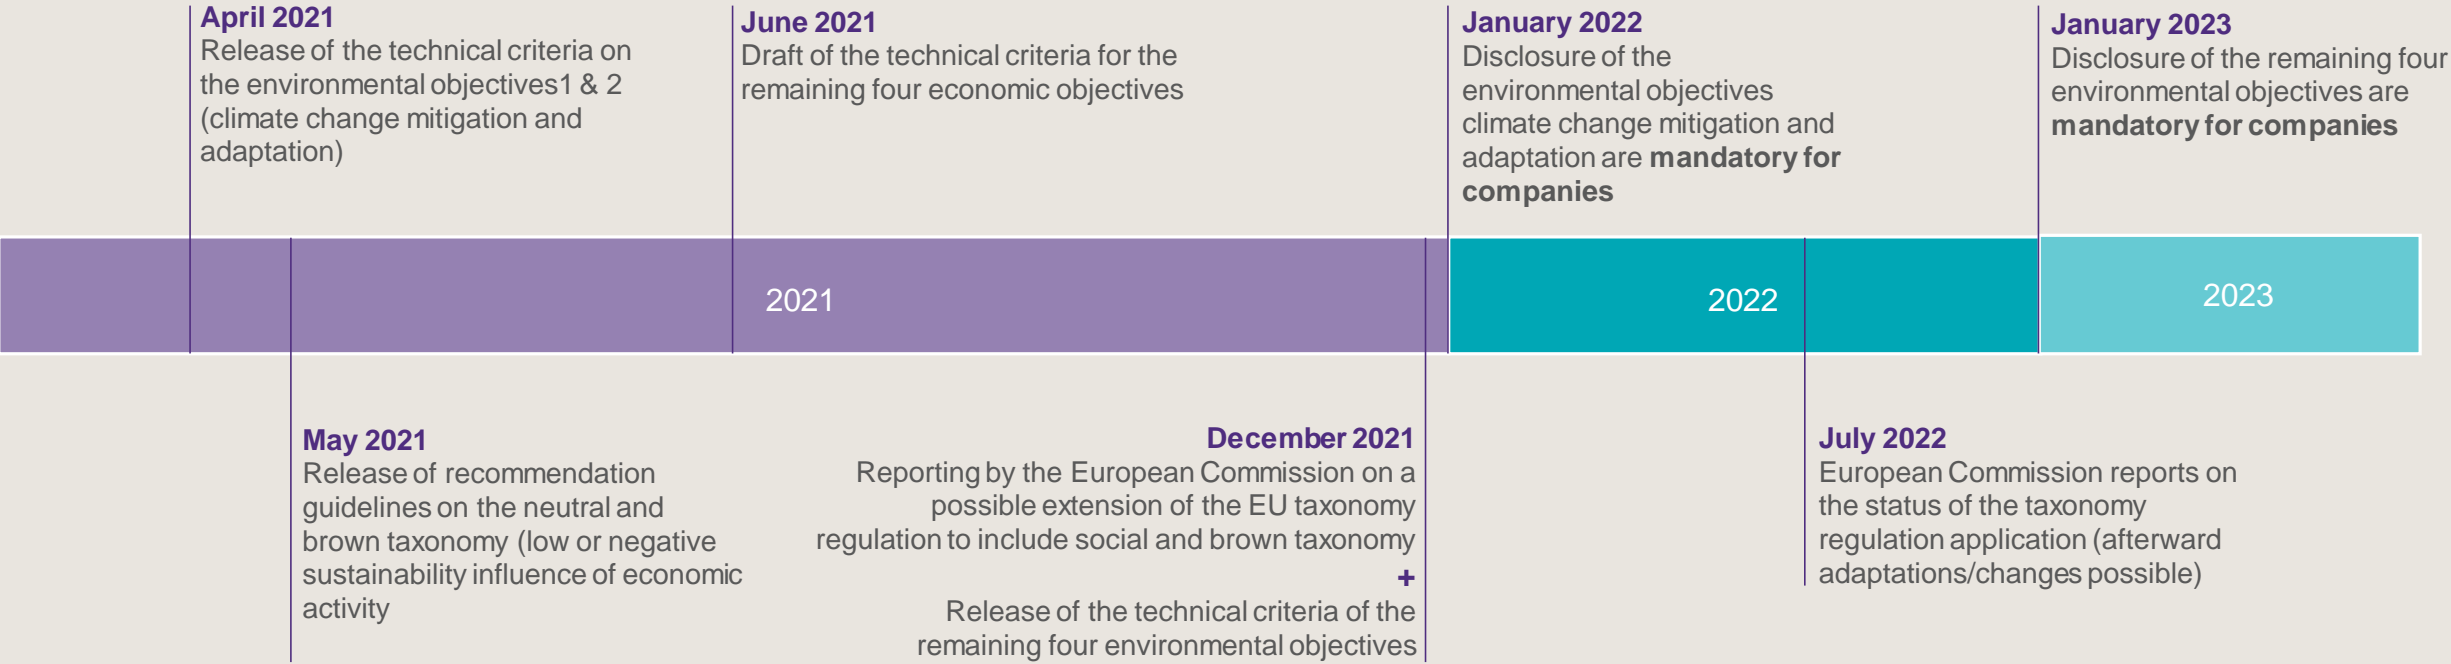 April 2021
Release of the technical criteria on
the environmental objectives1 & 2
(climate change mitigation and
adaptation)
June 2021
Draft of the technical criteria for the
remaining four economic objectives
January 2022
Disclosure of the
environmental objectives
climate change mitigation and
adaptation are mandatory for
companies
January 2023
Disclosure of the remaining four
environmental objectives are
mandatory for companies
2021
2022
2023
May 2021
Release of recommendation
guidelines on the neutral and
brown taxonomy (low or negative
sustainability influence of economic
activity
December 2021
Reporting by the European Commission on a
possible extension of the EU taxonomy
regulation to include social and brown taxonomy
+
Release of the technical criteria of the
remaining four environmental objectives
July 2022
European Commission reports on
the status of the taxonomy
regulation application (afterward
adaptations/changes possible)